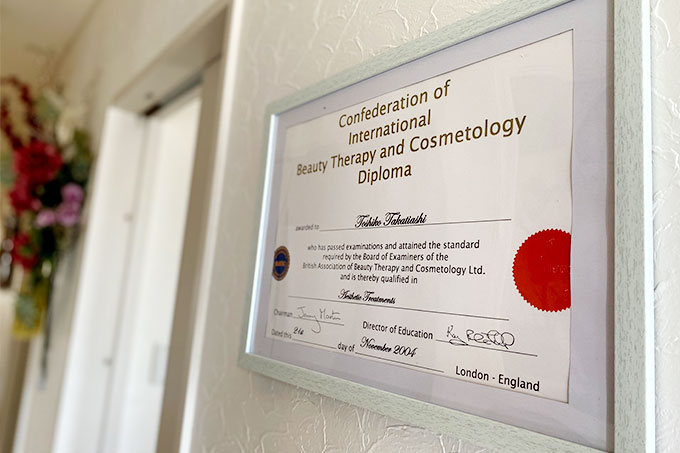 Confederation of
International
Beauty Therapy and Cosmetology
Diploma
awarded to Toshiko Takatiashi
who has passed examinations and attained the standard
required by the Board of Examiners of the
British Association of Beauty Therapy and Cosmetology Ltd.
and is thereby qualified in
Aesthetic Treatments
Chairman Director of Education
Dated this 21st day of November 2004
London - England